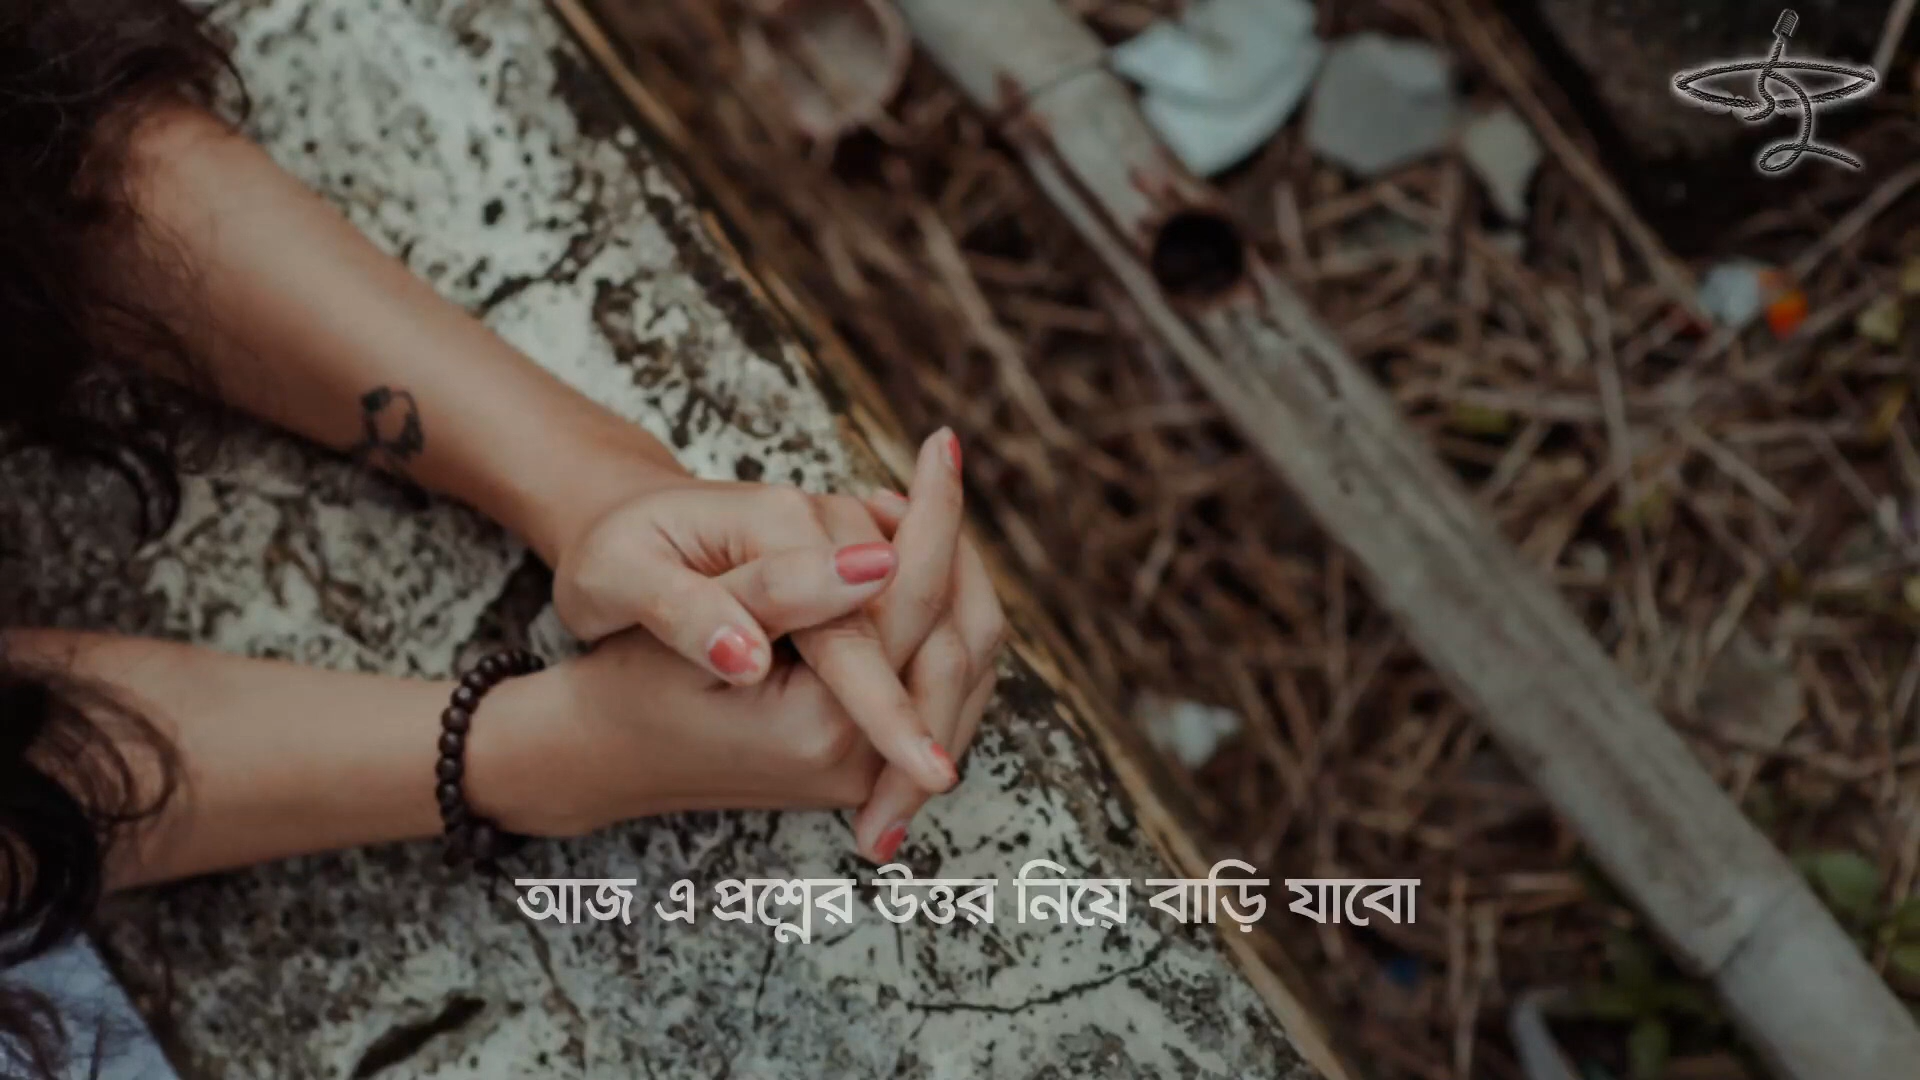 আজ এ প্রশ্নের উত্তর নিয়ে বাড়ি যাবো